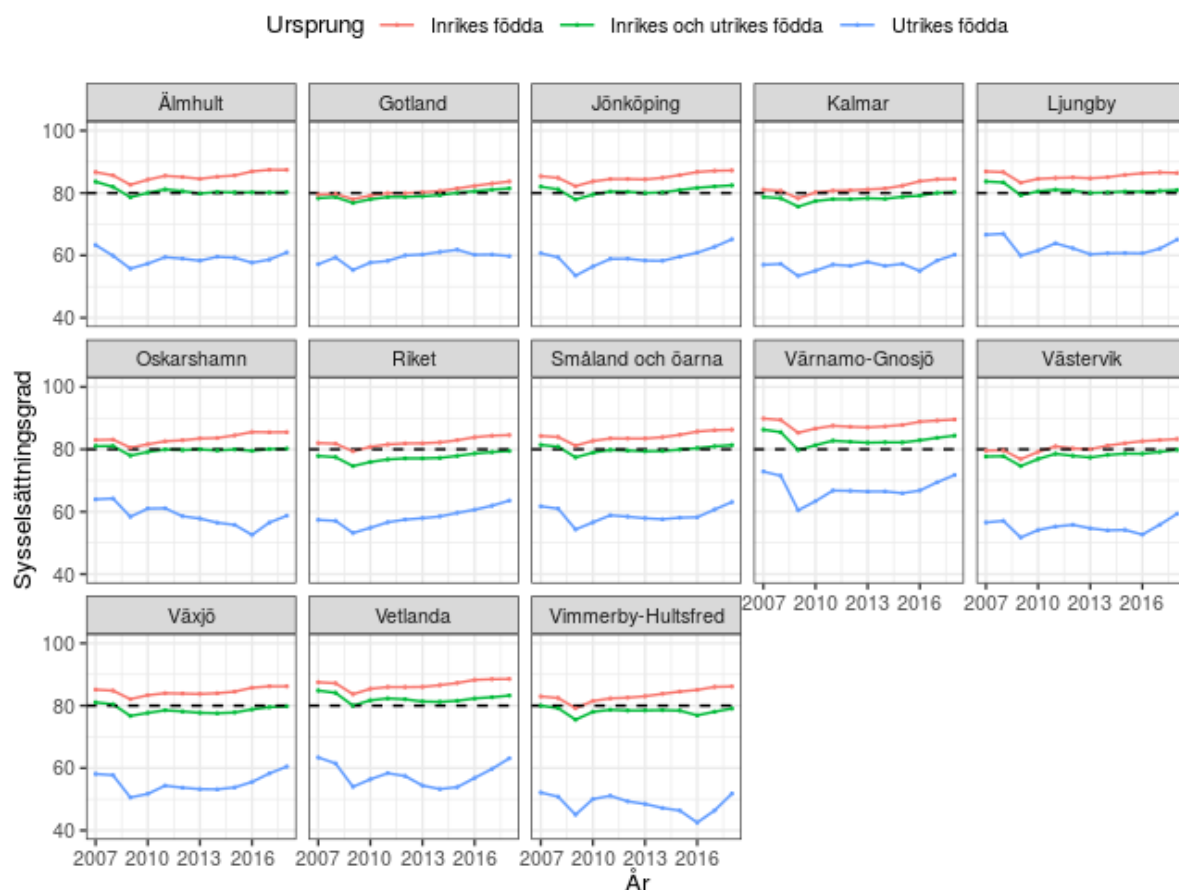 Ursprung Inrikes födda Inrikes och utrikes födda Utrikes födda
Älmhult Gotland Jönköping Kalmar Ljungby
100
80
60
40
Oskarshamn Riket Småland och öarna Värnamo-Gnosjö Västervik
100
80
60
40
2007 2010 2013 2016 2007 2010 2013 2016
Växjö Vetlanda Vimmerby-Hultsfred
100
80
60
40
2007 2010 2013 2016 2007 2010 2013 2016 2007 2010 2013 2016
År
Sysselsättningsgrad